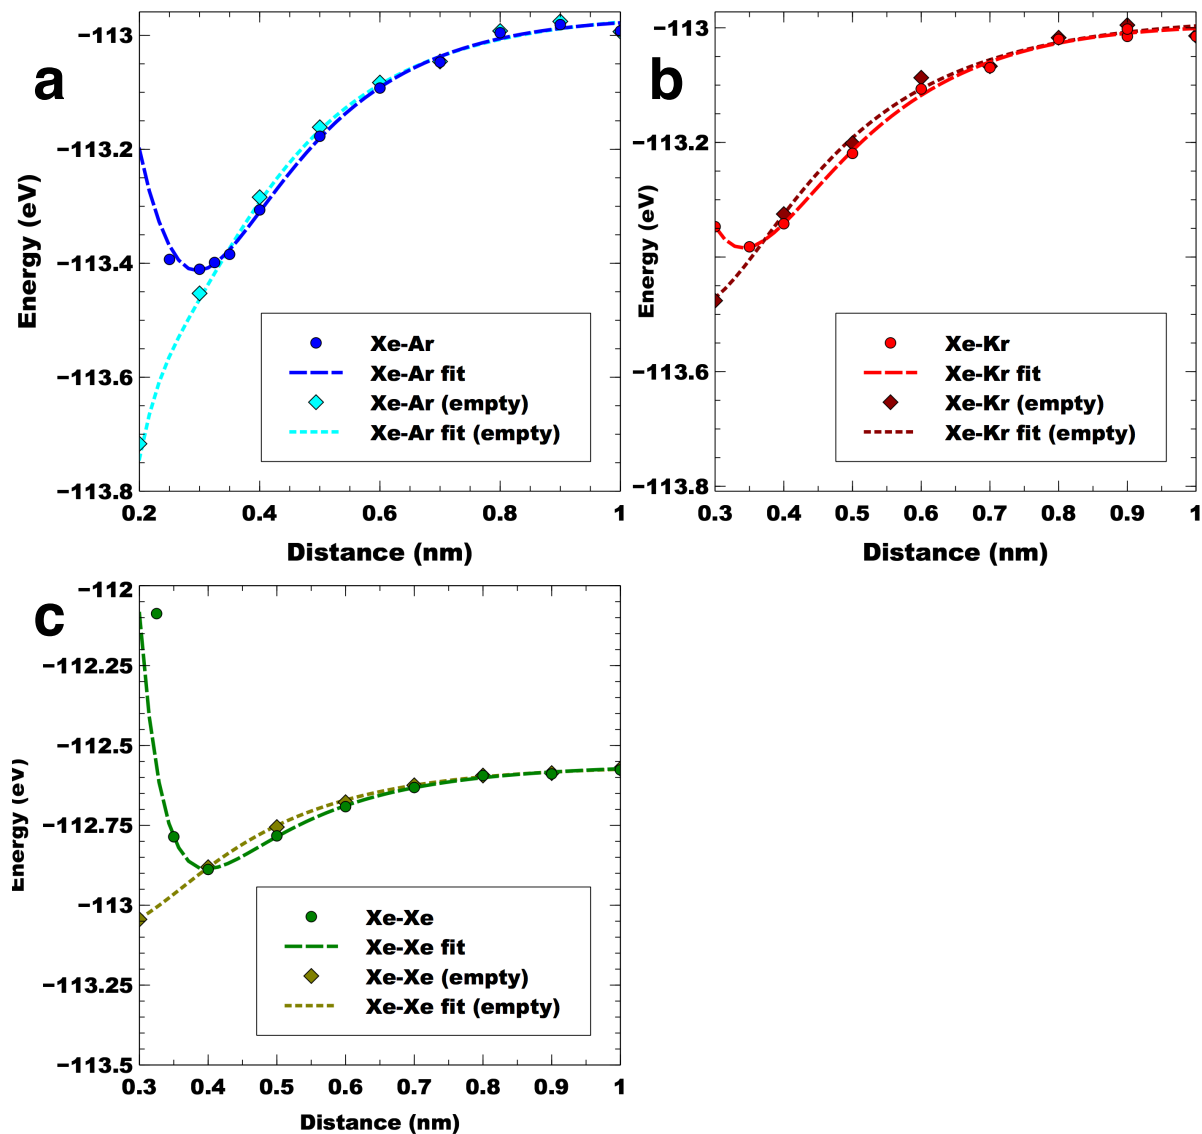 a
Energy (eV)
−113
−113.2
−113.4
−113.6
−113.8
0.2
0.4
0.6
0.8
1
Distance (nm)
Xe-Ar
Xe-Ar fit
Xe-Ar (empty)
Xe-Ar fit (empty)
b
Energy (eV)
−113
−113.2
−113.6
−113.8
0.3
0.4
0.5
0.6
0.7
0.8
0.9
1
Distance (nm)
Xe-Kr
Xe-Kr fit
Xe-Kr (empty)
Xe-Kr fit (empty)
c
Energy (eV)
−112
−112.25
−112.5
−112.75
−113
−113.25
−113.5
0.3
0.4
0.5
0.6
0.7
0.8
0.9
1
Distance (nm)
Xe-Xe
Xe-Xe fit
Xe-Xe (empty)
Xe-Xe fit (empty)